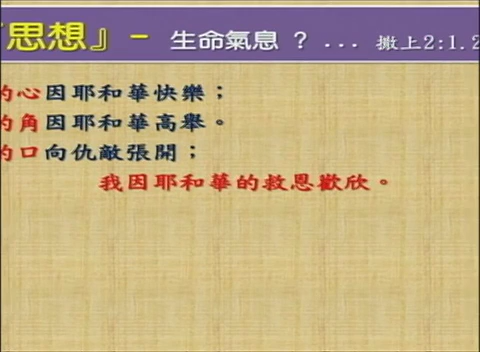 『思想』- 生命氣息 ? ... 撒上2:1.2
的心因耶和華快樂；
的角因耶和華高舉。
的口向仇敵張開；
我因耶和華的救恩歡欣。